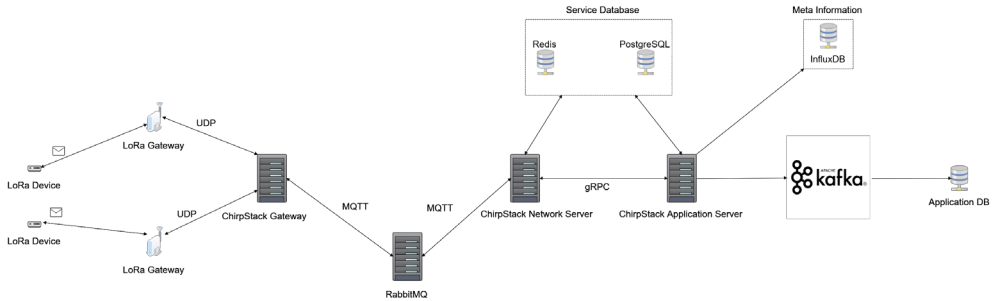 Service Database
Meta Information
Redis
PostgreSQL
InfluxDB
UDP
LoRa Gateway
LoRa Device
ChirpStack Gateway
MQTT
MQTT
ChirpStack Network Server
gRPC
ChirpStack Application Server
APACHE
kafka®
Application DB
UDP
LoRa Device
LoRa Gateway
RabbitMQ